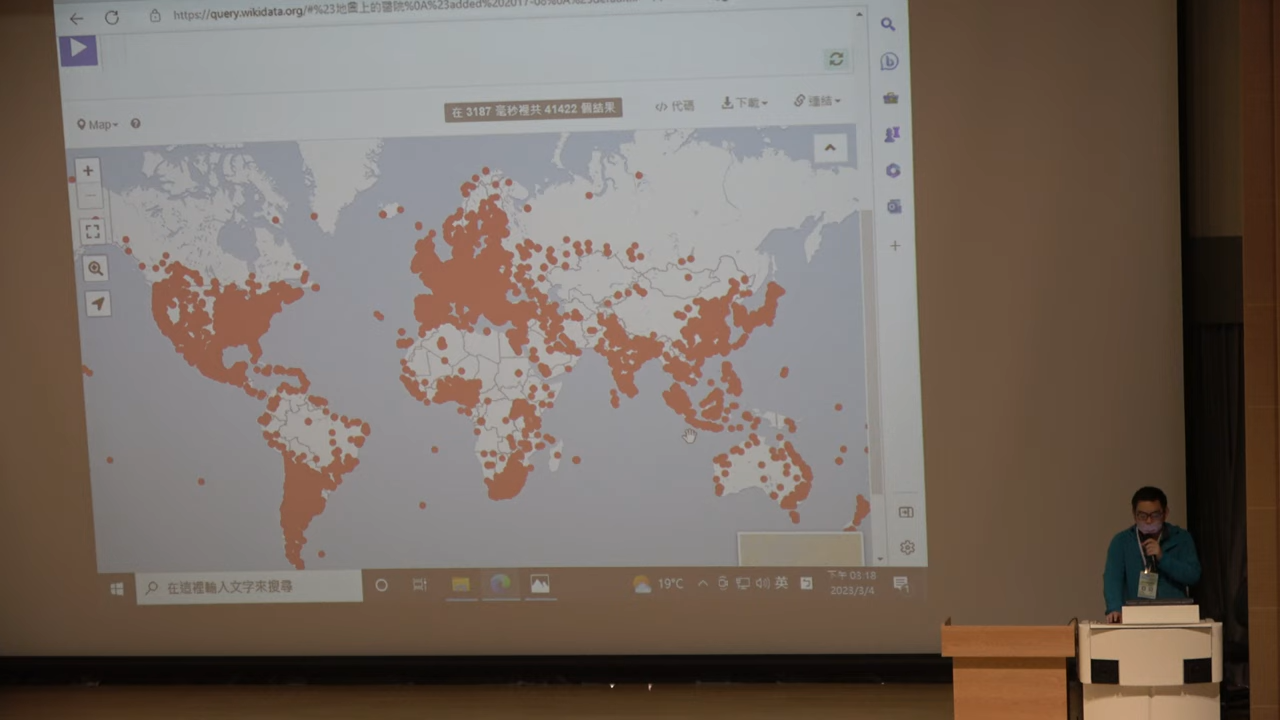 https://query.wikidata.org/#%23地圖上的醫院%0A%23added%202017-08%0A%23defaul...
Map
在 3187 毫秒裡共 41422 個結果
代碼
下載
連結
在這裡輸入文字來搜尋
19°C
英
下午 03:18
2023/3/4